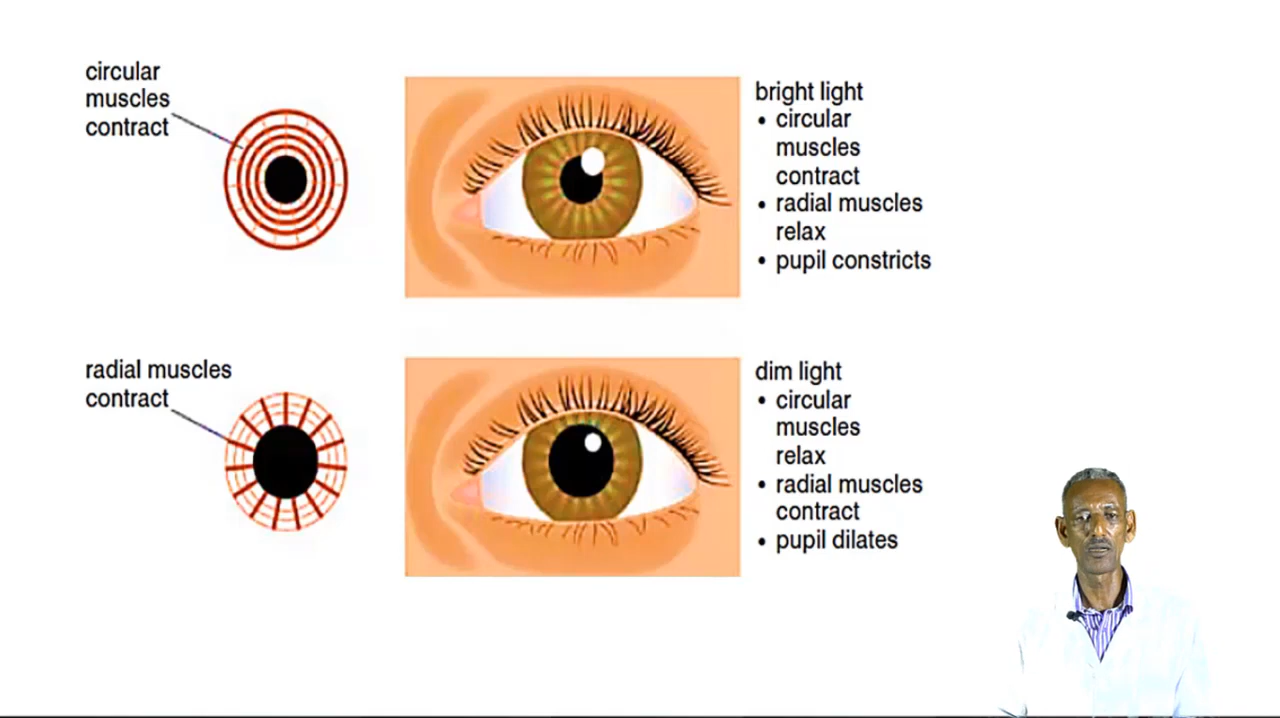 circular
muscles
contract
bright light
• circular
muscles
contract
• radial muscles
relax
• pupil constricts
radial muscles
contract
dim light
• circular
muscles
relax
• radial muscles
contract
• pupil dilates